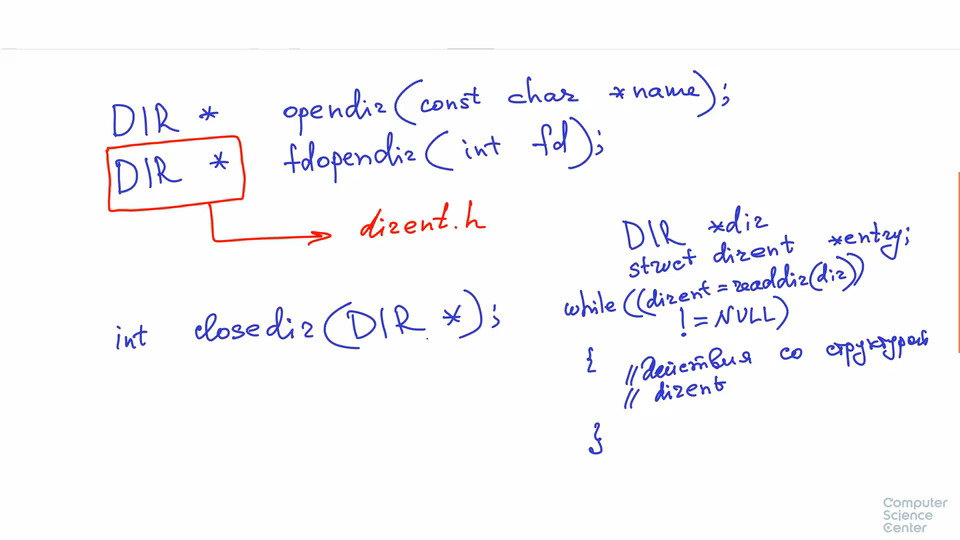 DIR * opendir(const char *name);
DIR * fdopendir(int fd);
dirent.h
int closedir(DIR *);
DIR *dir
struct dirent *entry;
while((dirent=readdir(dir))
!=NULL)
{ //действия со структурой
// dirent
}
Computer
Science
Center